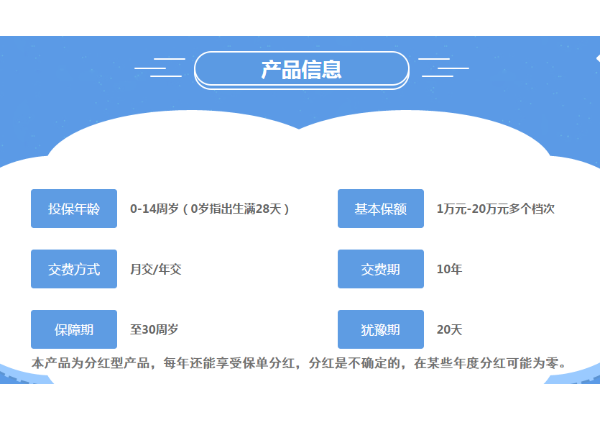 产品信息
投保年龄 0-14周岁（0岁指出生满28天） 基本保额 1万元-20万元多个档次
交费方式 月交/年交 交费期 10年
保障期 至30周岁 犹豫期 20天
本产品为分红型产品，每年还能享受保单分红，分红是不确定的，在某些年度分红可能为零。